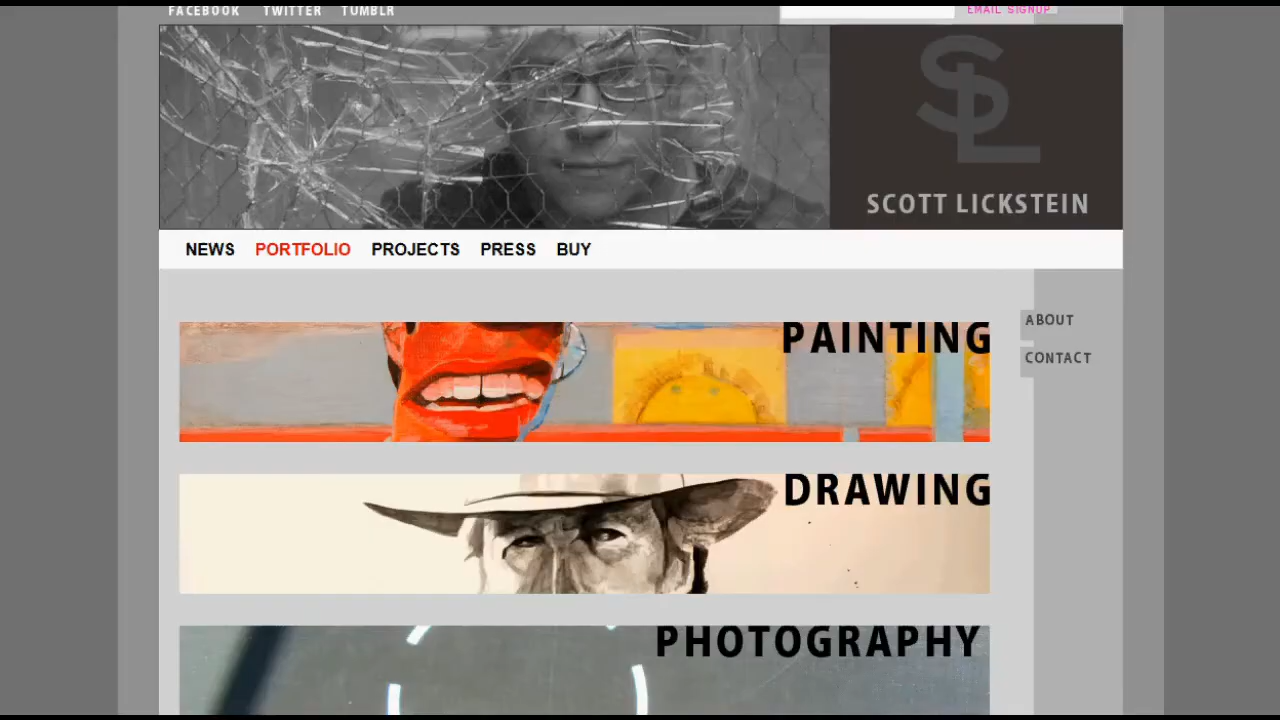 FACEBOOK TWITTER TUMBLR EMAIL SIGNUP
SL
SCOTT LICKSTEIN
NEWS PORTFOLIO PROJECTS PRESS BUY
PAINTING
ABOUT
CONTACT
DRAWING
PHOTOGRAPHY